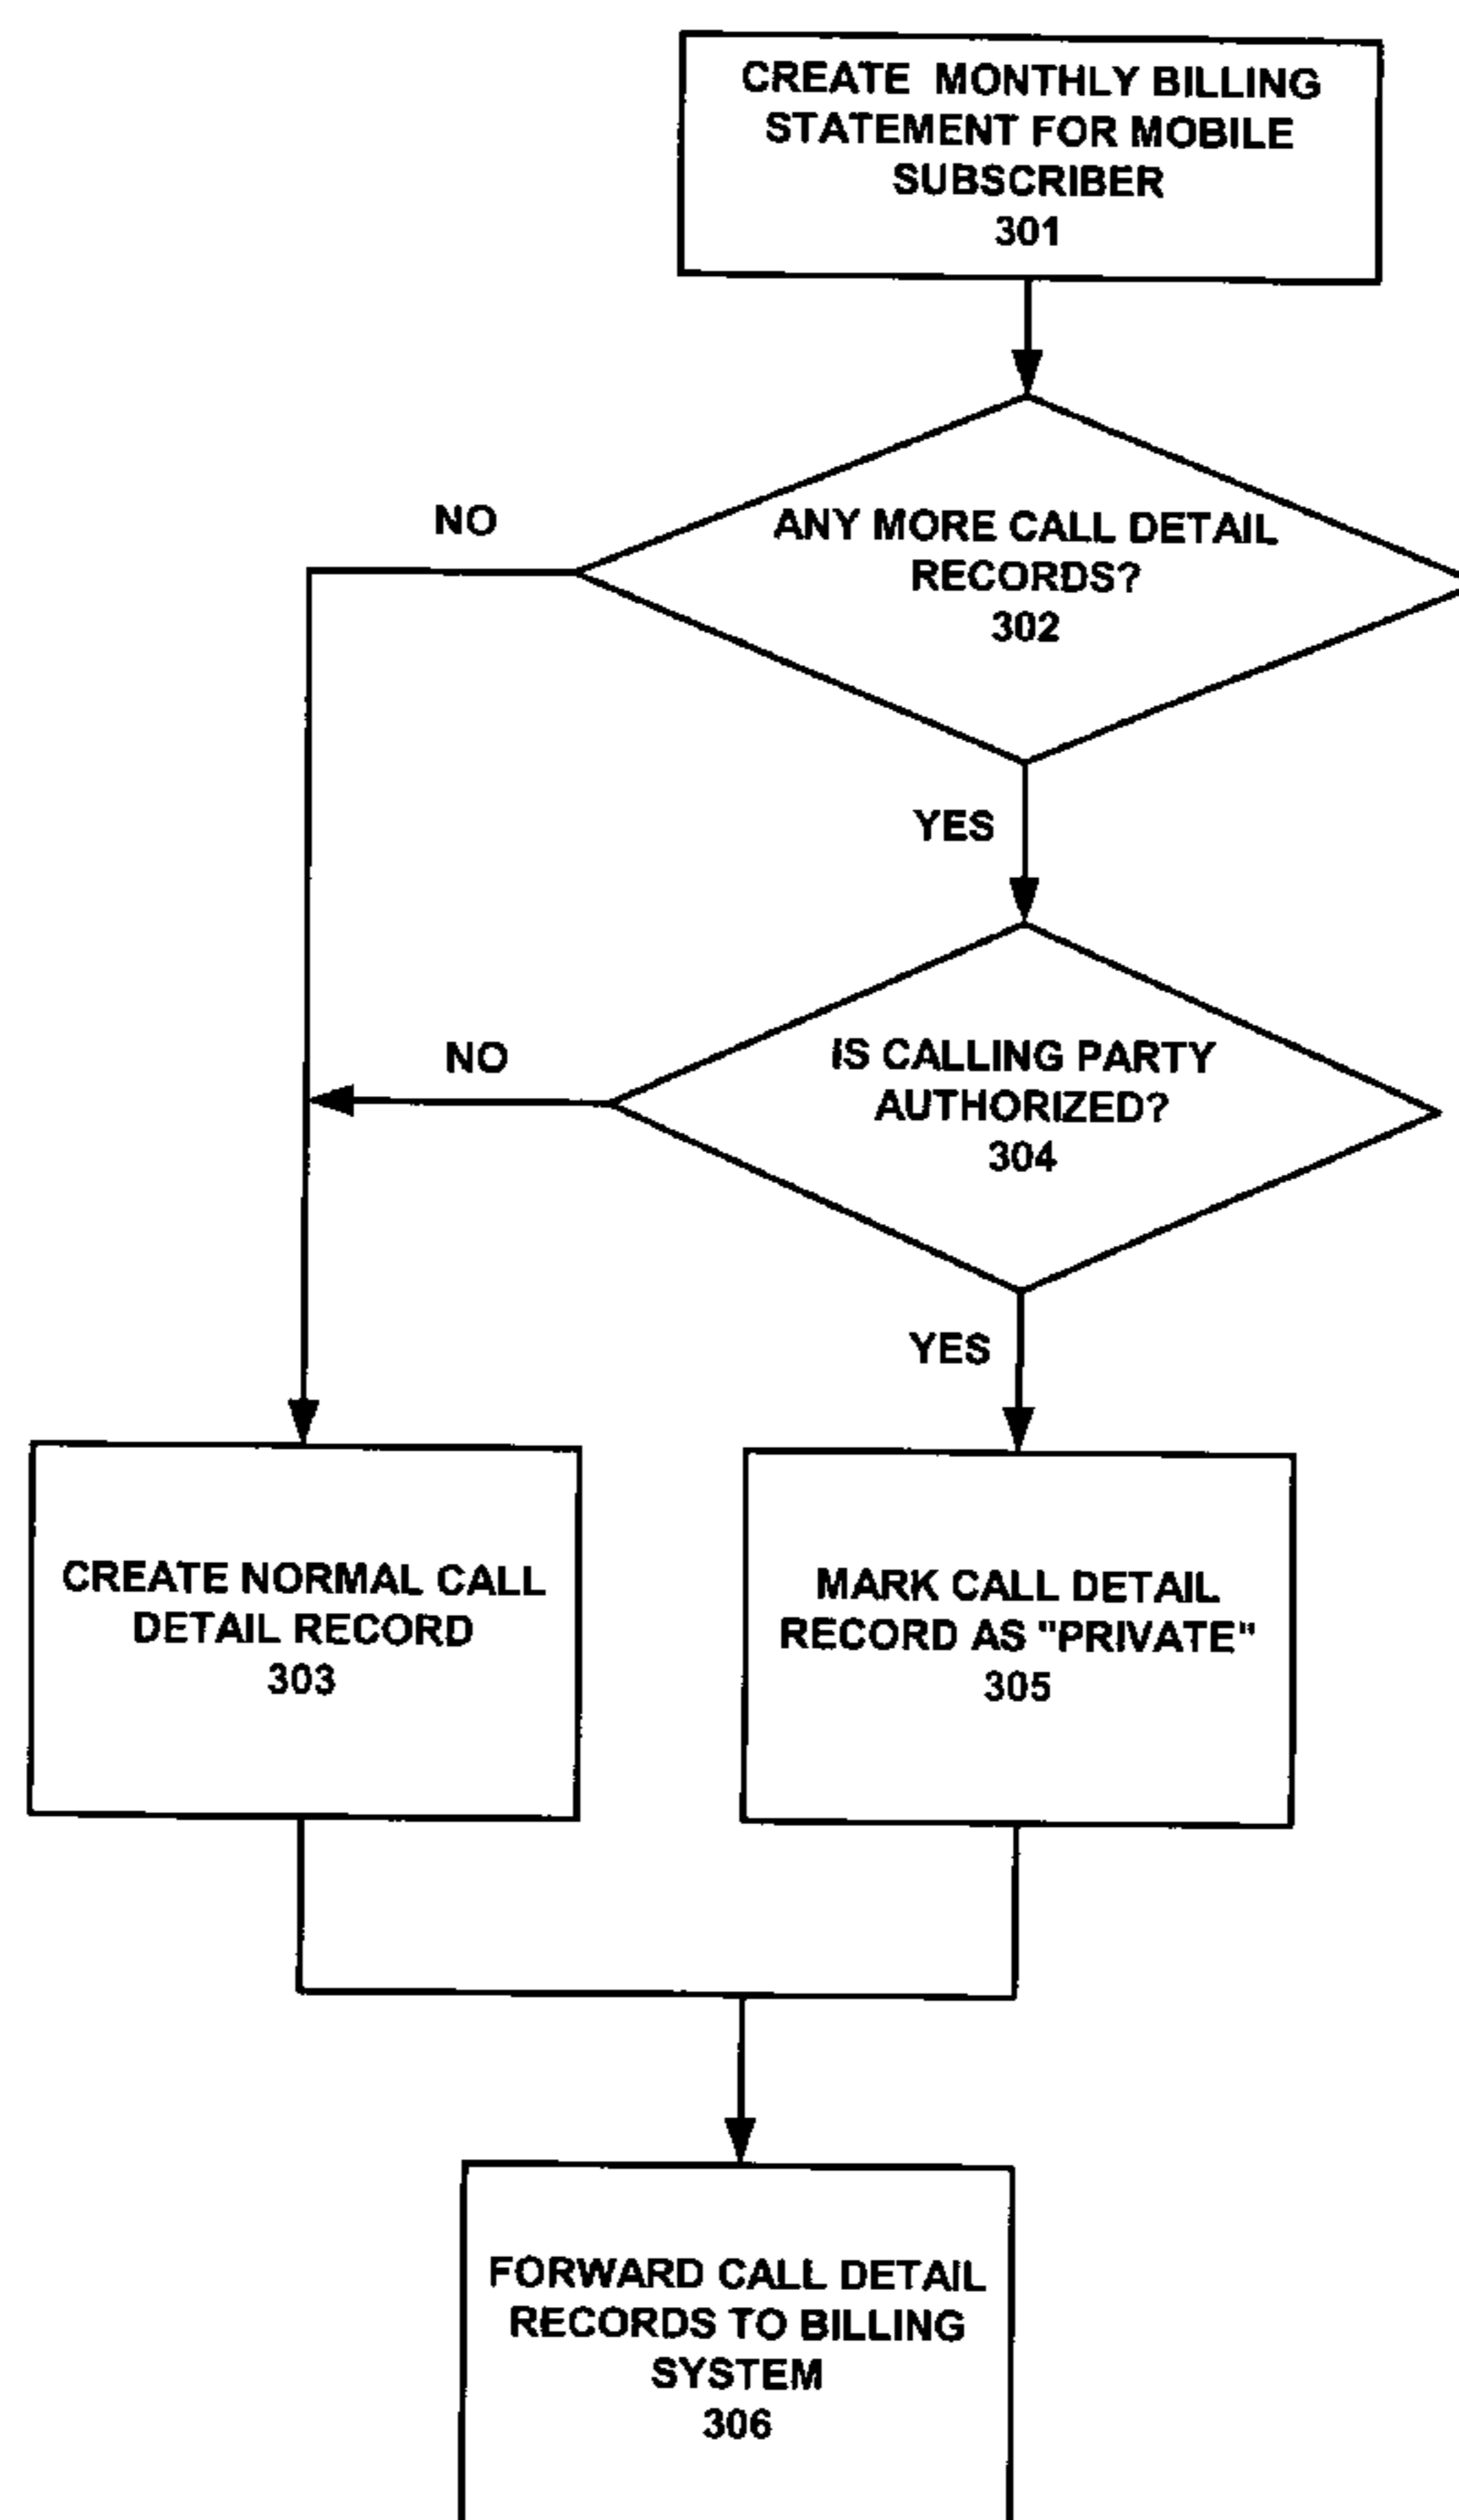 CREATE MONTHLY BILLING
STATEMENT FOR MOBILE
SUBSCRIBER
301
NO
ANY MORE CALL DETAIL
RECORDS?
302
YES
NO
IS CALLING PARTY
AUTHORIZED?
304
YES
CREATE NORMAL CALL
DETAIL RECORD
303
MARK CALL DETAIL
RECORD AS "PRIVATE"
305
FORWARD CALL DETAIL
RECORDS TO BILLING
SYSTEM
306